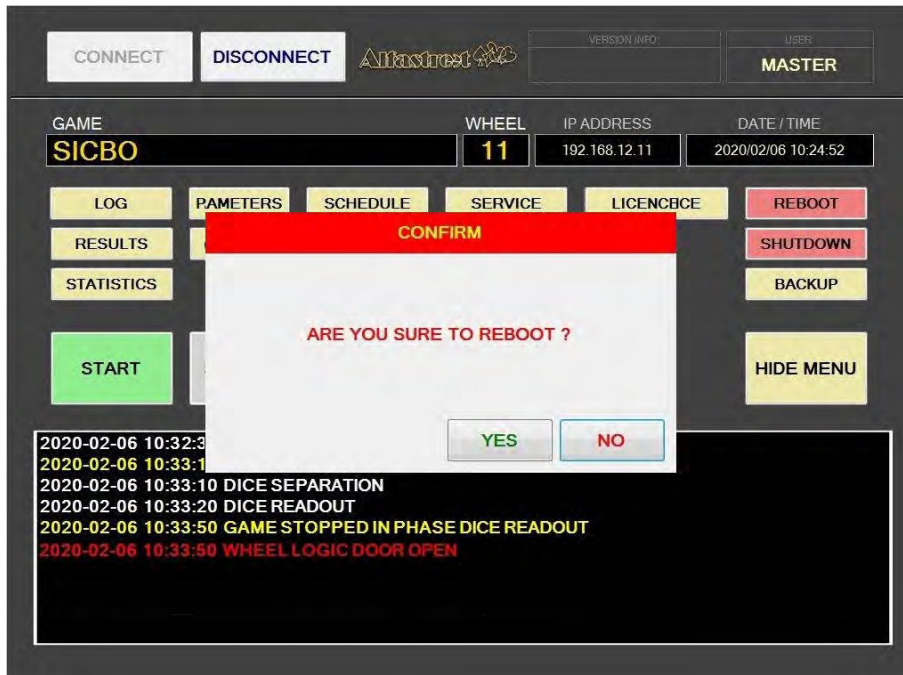 CONNECT
DISCONNECT
Alfastreet
VERSION INFO:
USER
MASTER
GAME
WHEEL
IP ADDRESS
DATE / TIME
SICBO
11
192.168.12.11
2020/02/06 10:24:52
LOG
PAMETERS
SCHEDULE
SERVICE
LICENCHCE
REBOOT
RESULTS
CONFIRM
SHUTDOWN
STATISTICS
BACKUP
ARE YOU SURE TO REBOOT ?
START
HIDE MENU
YES
NO
2020-02-06 10:32:3
2020-02-06 10:33:1
2020-02-06 10:33:10 DICE SEPARATION
2020-02-06 10:33:20 DICE READOUT
2020-02-06 10:33:50 GAME STOPPED IN PHASE DICE READOUT
2020-02-06 10:33:50 WHEEL LOGIC DOOR OPEN